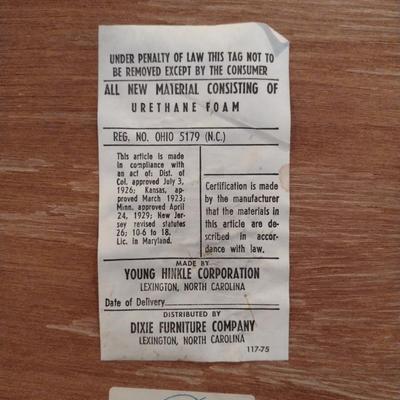 UNDER PENALTY OF LAW THIS TAG NOT TO
BE REMOVED EXCEPT BY THE CONSUMER
ALL NEW MATERIAL CONSISTING OF
URETHANE FOAM
REG. NO. OHIO 5179 (N.C.)
This article is made
in compliance with
an act of: Dist. of
Col. approved July 3,
1926; Kansas, ap-
proved March 1923;
Minn. approved April
24, 1929; New Jer-
sey revised statutes
26; 10-6 to 18.
Lic. in Maryland.
Certification is made
by the manufacturer
that the materials in
this article are de-
scribed in accor-
dance with law.
MADE BY
YOUNG HINKLE CORPORATION
LEXINGTON, NORTH CAROLINA
Date of Delivery
DISTRIBUTED BY
DIXIE FURNITURE COMPANY
LEXINGTON, NORTH CAROLINA
117-75